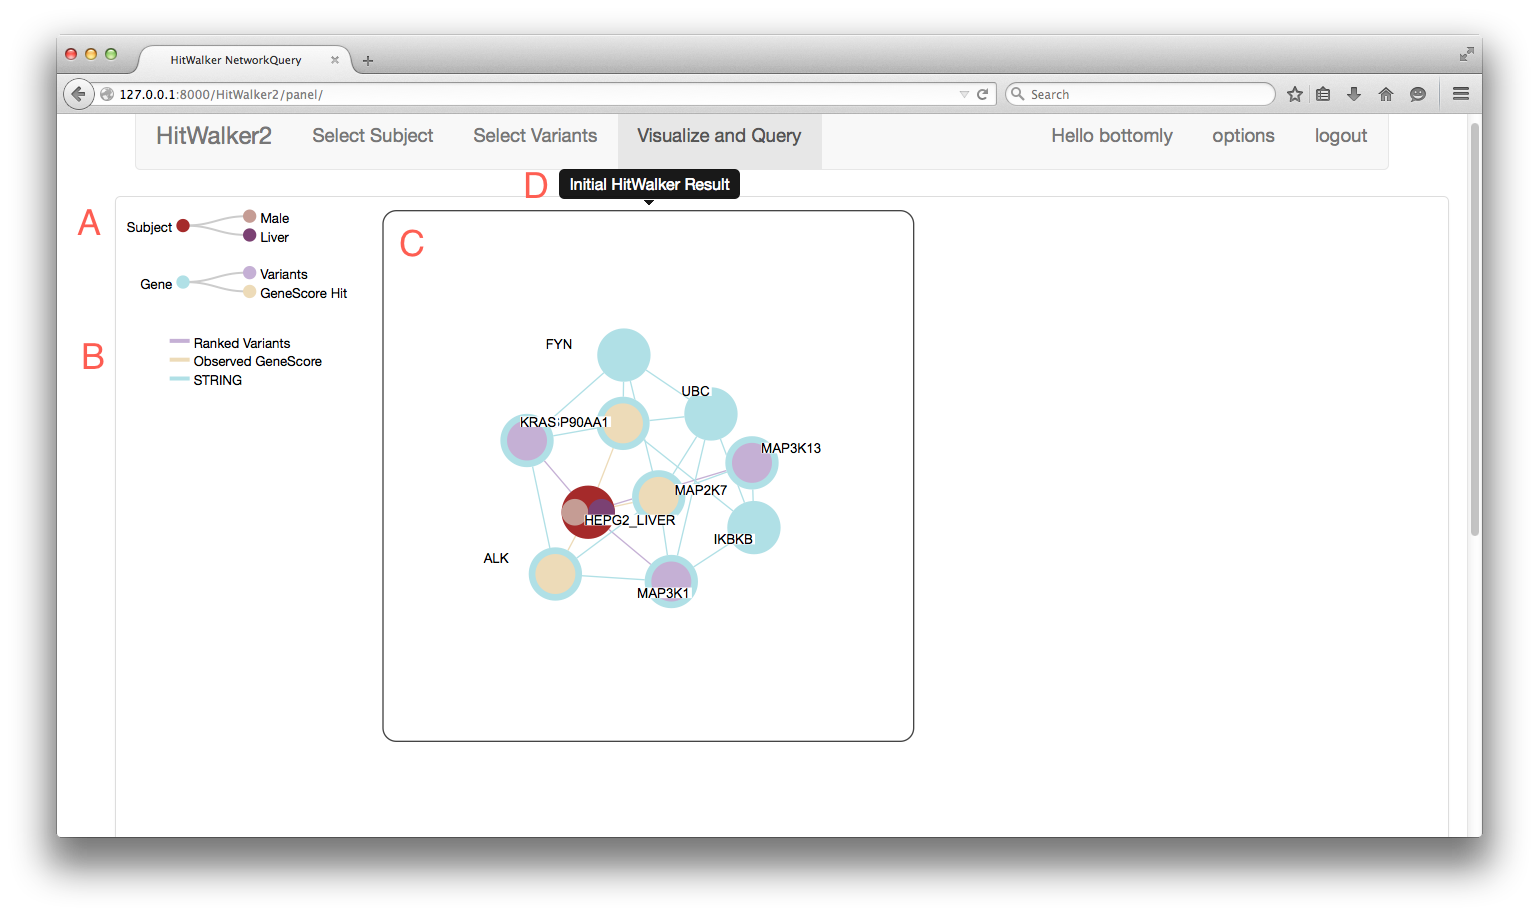 HitWalker NetworkQuery
127.0.0.1:8000/HitWalker2/panel/
Search
HitWalker2 Select Subject Select Variants Visualize and Query Hello bottomly options logout
D Initial HitWalker Result
A
Subject
Male
Liver
C
Gene
Variants
GeneScore Hit
B
Ranked Variants
Observed GeneScore
STRING
FYN
UBC
KRAS
P90AA1
MAP3K13
MAP2K7
HEPG2_LIVER
IKBKB
ALK
MAP3K1